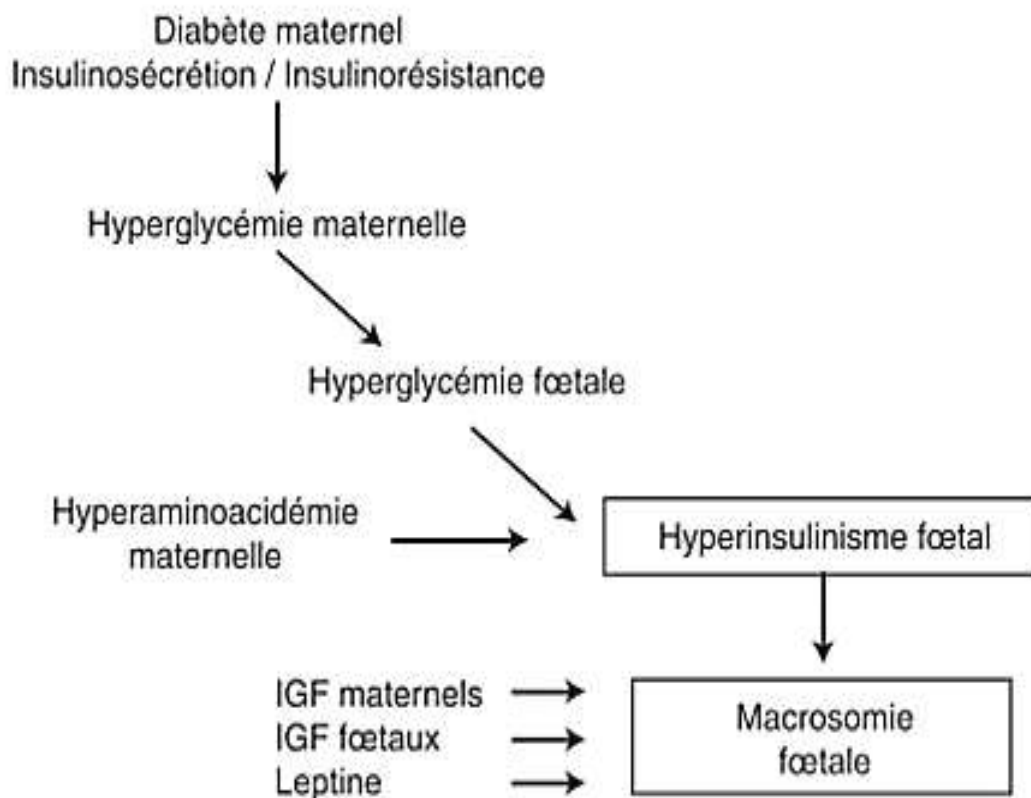 Diabète maternel
Insulinosécrétion / Insulinorésistance
Hyperglycémie maternelle
Hyperglycémie fœtale
Hyperaminoacidémie
maternelle
Hyperinsulinisme fœtal
IGF maternels
IGF fœtaux
Leptine
Macrosomie
fœtale